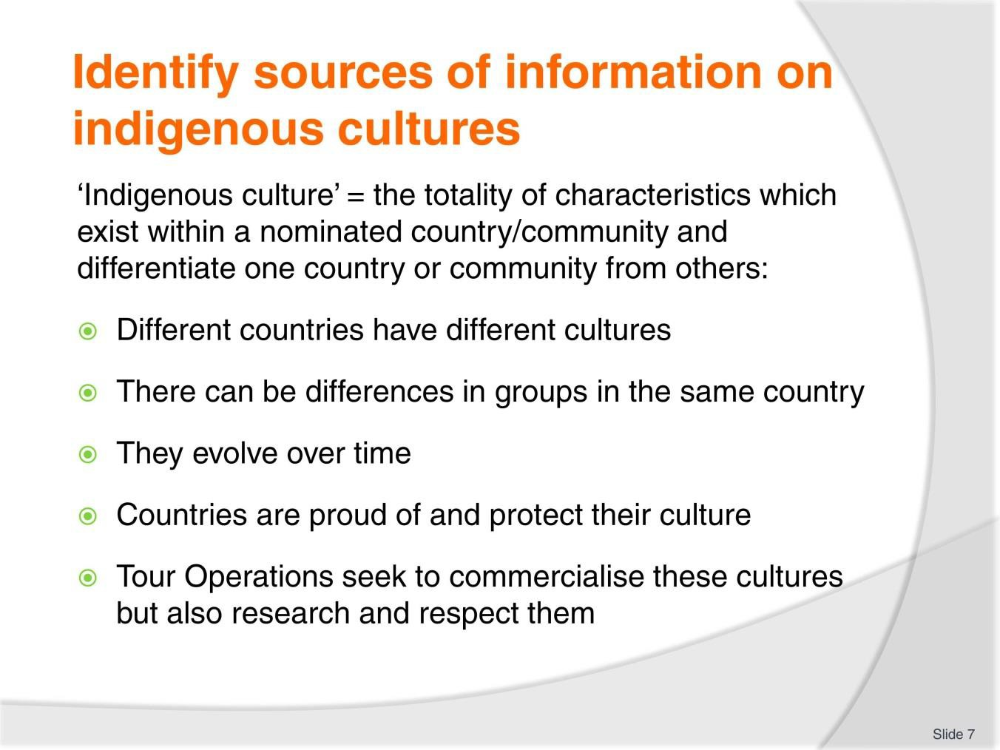 Identify sources of information on
indigenous cultures
‘Indigenous culture’ = the totality of characteristics which
exist within a nominated country/community and
differentiate one country or community from others:
Different countries have different cultures
There can be differences in groups in the same country
They evolve over time
Countries are proud of and protect their culture
Tour Operations seek to commercialise these cultures
but also research and respect them
Slide 7